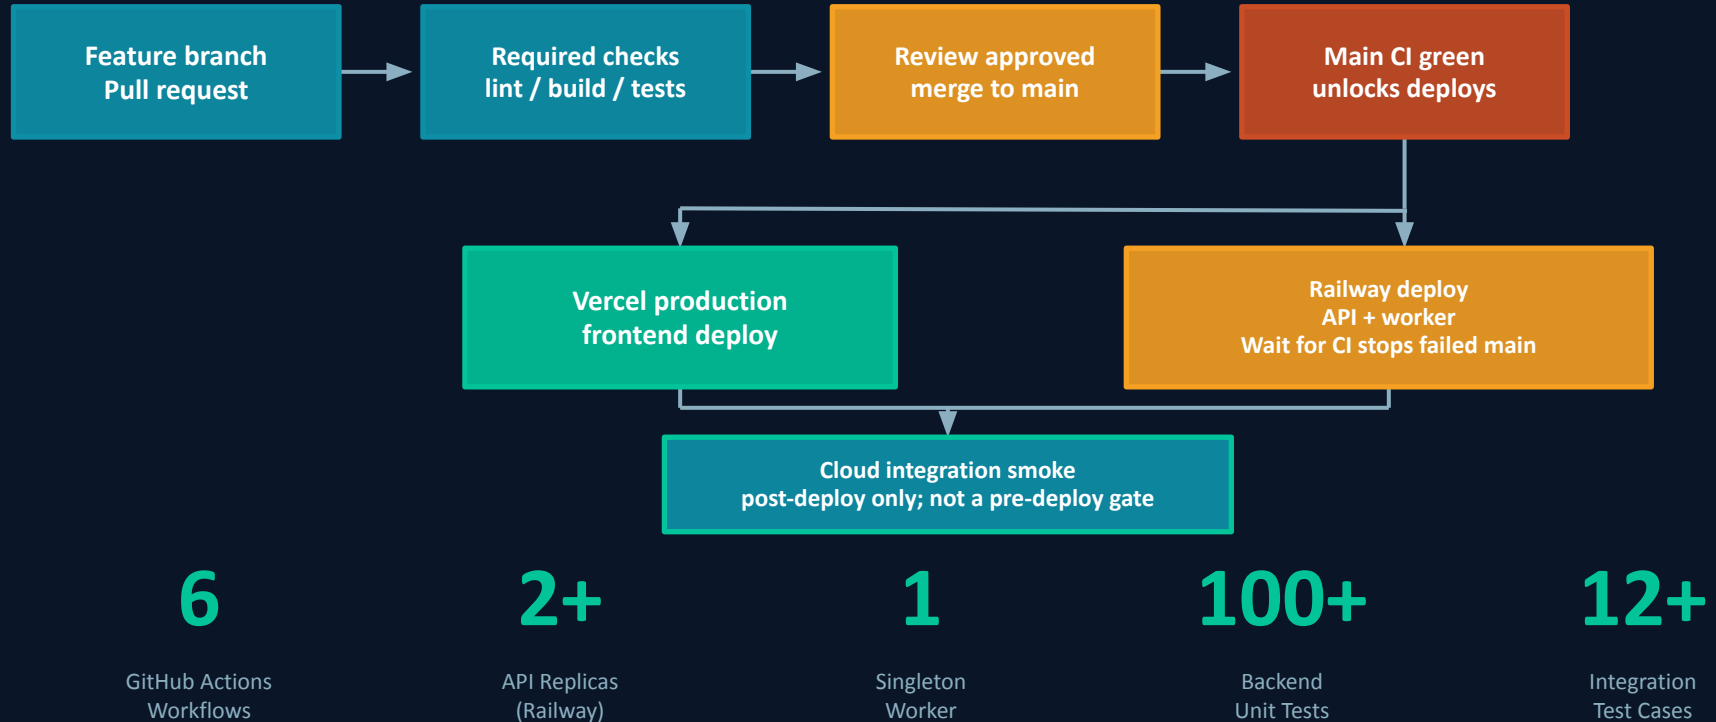 Feature branch
Pull request
Required checks
lint / build / tests
Review approved
merge to main
Main CI green
unlocks deploys
Vercel production
frontend deploy
Railway deploy
API + worker
Wait for CI stops failed main
Cloud integration smoke
post-deploy only; not a pre-deploy gate
6
GitHub Actions
Workflows
2+
API Replicas
(Railway)
1
Singleton
Worker
100+
Backend
Unit Tests
12+
Integration
Test Cases